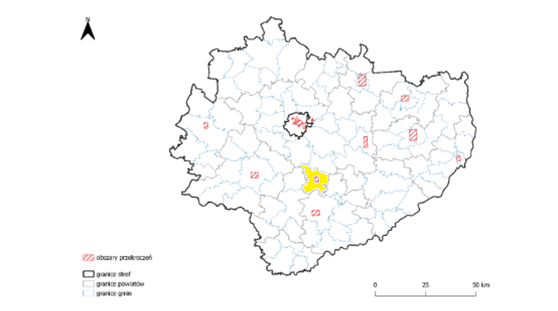 N
obszary przekroczeń
granice stref
granice powiatów
granice gmin
0 25 50 km